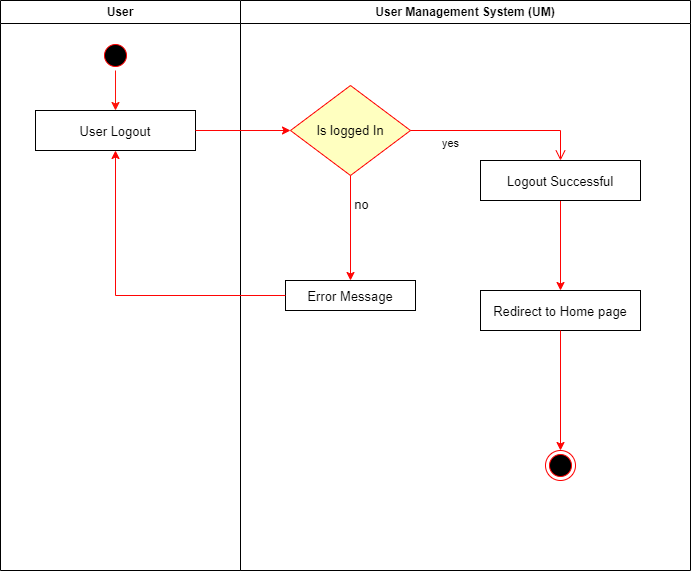 User
User Management System (UM)
User Logout
Is logged In
yes
Logout Successful
no
Error Message
Redirect to Home page